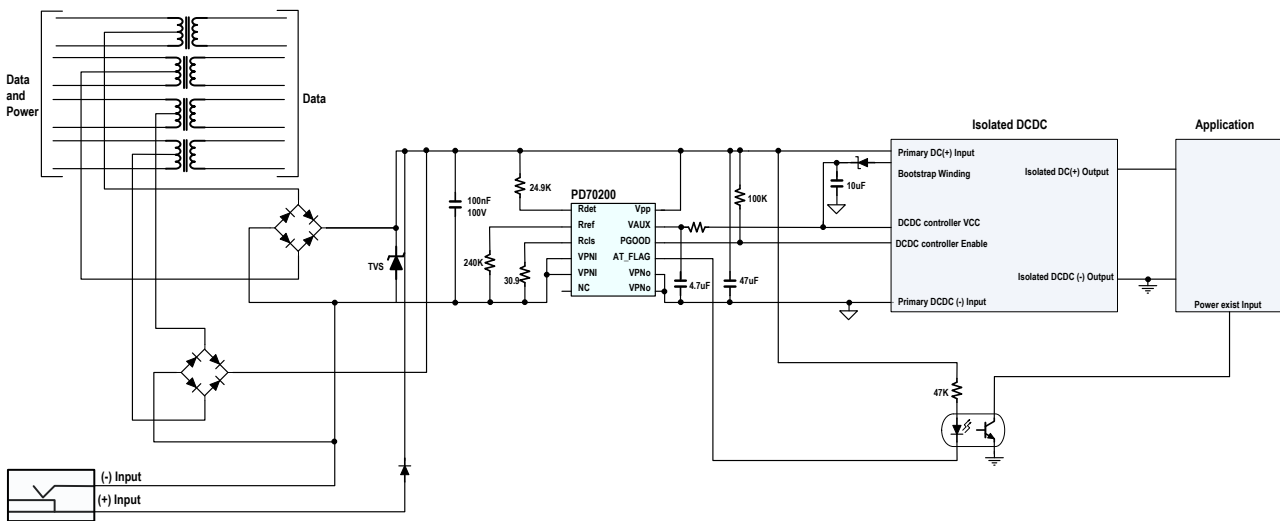 Data
and
Power
Data
(-) Input
(+) Input
TVS
100nF
100V
24.9K
240K
30.9
PD70200
Rdet
Rref
Rcls
VPNI
VPNI
NC
Vpp
VAUX
PGOOD
AT_FLAG
VPNo
VPNo
4.7uF
47uF
100K
10uF
Isolated DCDC
Primary DC(+) Input
Bootstrap Winding
Isolated DC(+) Output
DCDC controller VCC
DCDC controller Enable
Isolated DCDC (-) Output
Primary DCDC (-) Input
Application
Power exist Input
47K